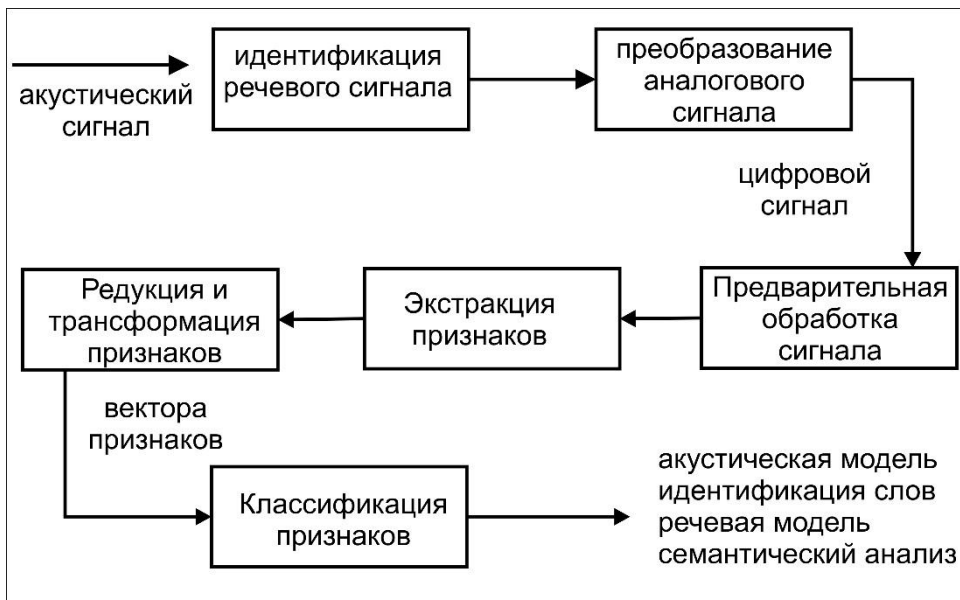 акустический
сигнал
идентификация
речевого сигнала
преобразование
аналогового
сигнала
цифровой
сигнал
Предварительная
обработка
сигнала
Экстракция
признаков
Редукция и
трансформация
признаков
вектора
признаков
Классификация
признаков
акустическая модель
идентификация слов
речевая модель
семантический анализ